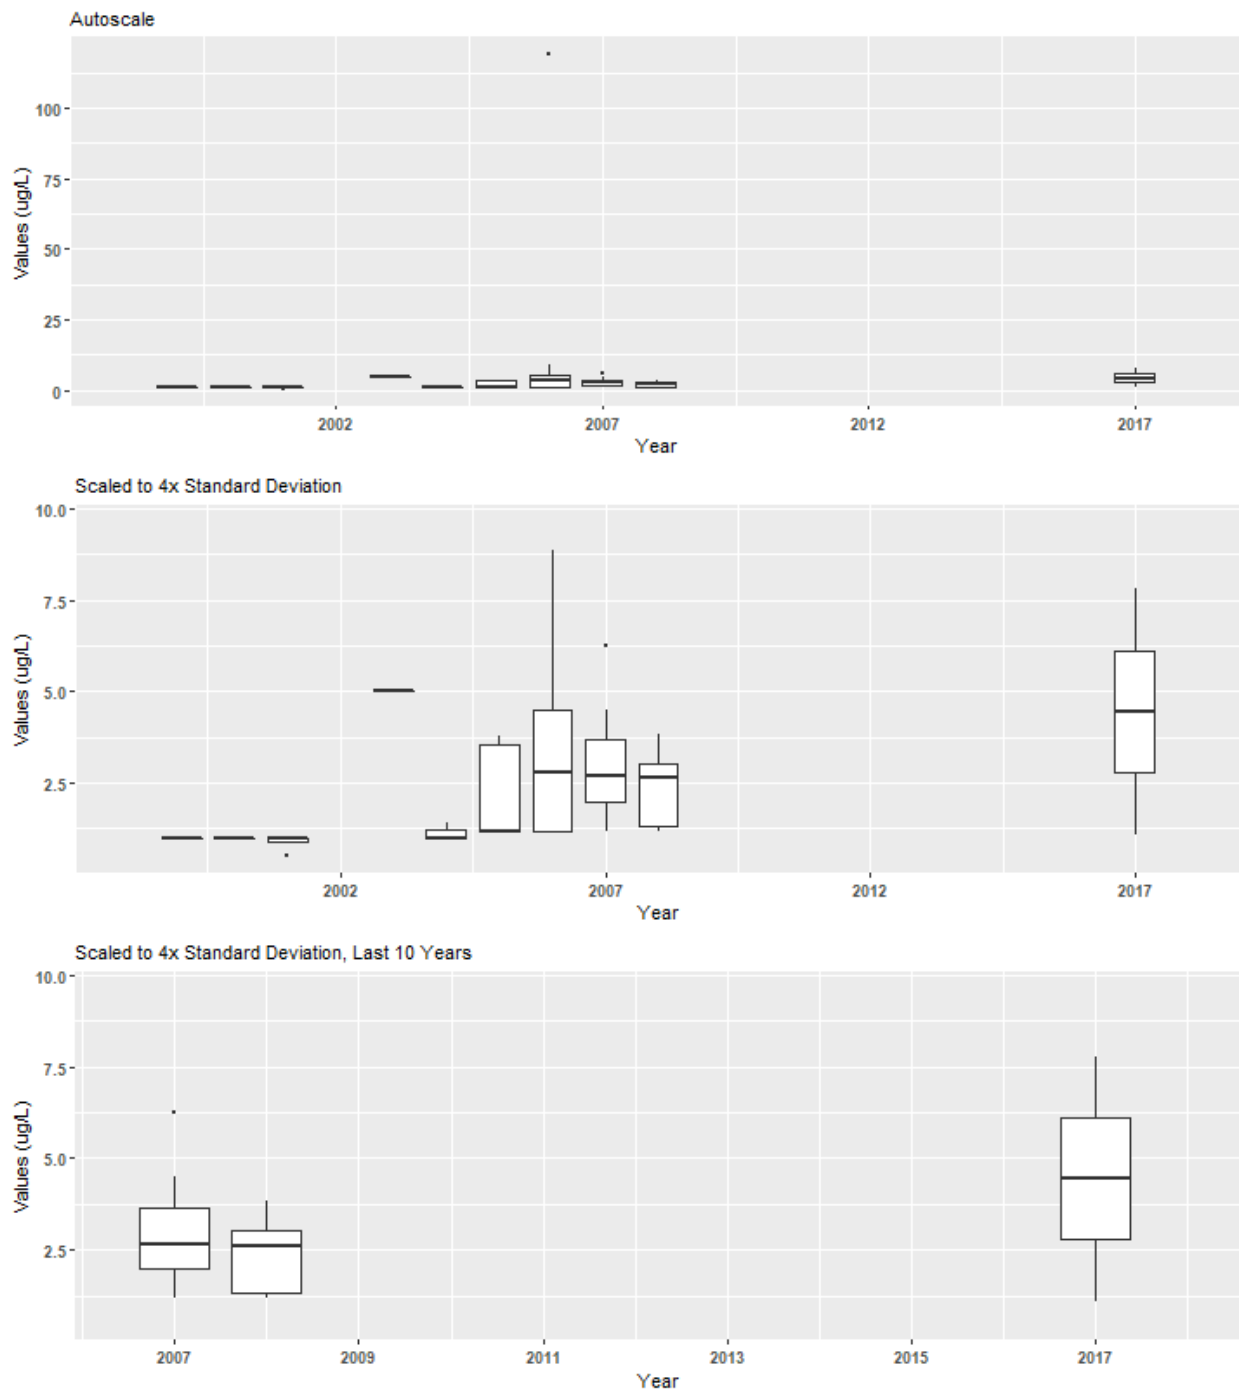 Autoscale
100
75
50
25
0
Values (ug/L)
2002 2007 2012 2017
Year
Scaled to 4x Standard Deviation
10.0
7.5
5.0
2.5
Values (ug/L)
2002 2007 2012 2017
Year
Scaled to 4x Standard Deviation, Last 10 Years
10.0
7.5
5.0
2.5
Values (ug/L)
2007 2009 2011 2013 2015 2017
Year